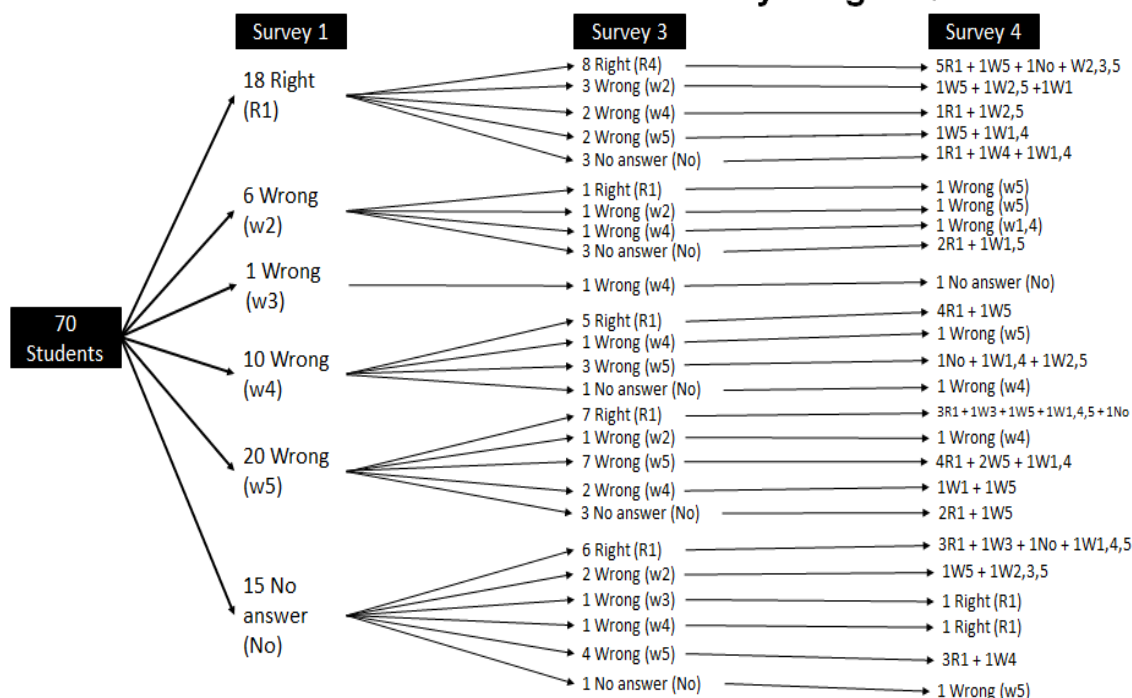 Survey 1
Survey 3
Survey 4
70
Students
18 Right
(R1)
8 Right (R4)
5R1 + 1W5 + 1No + W2,3,5
3 Wrong (w2)
1W5 + 1W2,5 +1W1
2 Wrong (w4)
1R1 + 1W2,5
2 Wrong (w5)
1W5 + 1W1,4
3 No answer (No)
1R1 + 1W4 + 1W1,4
6 Wrong
(w2)
1 Right (R1)
1 Wrong (w5)
1 Wrong (w2)
1 Wrong (w5)
1 Wrong (w4)
1 Wrong (w1,4)
3 No answer (No)
2R1 + 1W1,5
1 Wrong
(w3)
1 Wrong (w4)
1 No answer (No)
10 Wrong
(w4)
5 Right (R1)
4R1 + 1W5
1 Wrong (w4)
1 Wrong (w5)
3 Wrong (w5)
1No + 1W1,4 + 1W2,5
1 No answer (No)
1 Wrong (w4)
20 Wrong
(w5)
7 Right (R1)
3R1 + 1W3 + 1W5 + 1W1,4,5 + 1No
1 Wrong (w2)
1 Wrong (w4)
7 Wrong (w5)
4R1 + 2W5 + 1W1,4
2 Wrong (w4)
1W1 + 1W5
3 No answer (No)
2R1 + 1W5
15 No
answer
(No)
6 Right (R1)
3R1 + 1W3 + 1No + 1W1,4,5
2 Wrong (w2)
1W5 + 1W2,3,5
1 Wrong (w3)
1 Right (R1)
1 Wrong (w4)
1 Right (R1)
4 Wrong (w5)
3R1 + 1W4
1 No answer (No)
1 Wrong (w5)